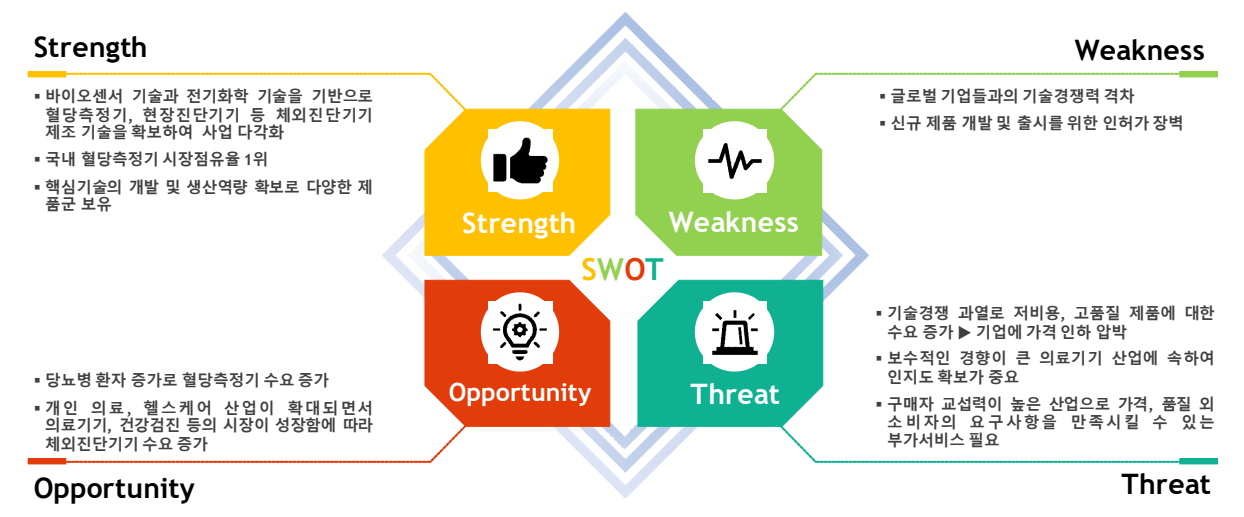 Strength
▪ 바이오센서 기술과 전기화학 기술을 기반으로
혈당측정기, 현장진단기기 등 체외진단기기
제조 기술을 확보하여 사업 다각화
▪ 국내 혈당측정기 시장점유율 1위
▪ 핵심기술의 개발 및 생산역량 확보로 다양한 제
품군 보유
Weakness
▪ 글로벌 기업들과의 기술경쟁력 격차
▪ 신규 제품 개발 및 출시를 위한 인허가 장벽
Strength
Weakness
SWOT
Opportunity
Threat
▪ 당뇨병 환자 증가로 혈당측정기 수요 증가
▪ 개인 의료, 헬스케어 산업이 확대되면서
의료기기, 건강검진 등의 시장이 성장함에 따라
체외진단기기 수요 증가
Opportunity
▪ 기술경쟁 과열로 저비용, 고품질 제품에 대한
수요 증가 ▶ 기업에 가격 인하 압박
▪ 보수적인 경향이 큰 의료기기 산업에 속하여
인지도 확보가 중요
▪ 구매자 교섭력이 높은 산업으로 가격, 품질 외
소비자의 요구사항을 만족시킬 수 있는
부가서비스 필요
Threat